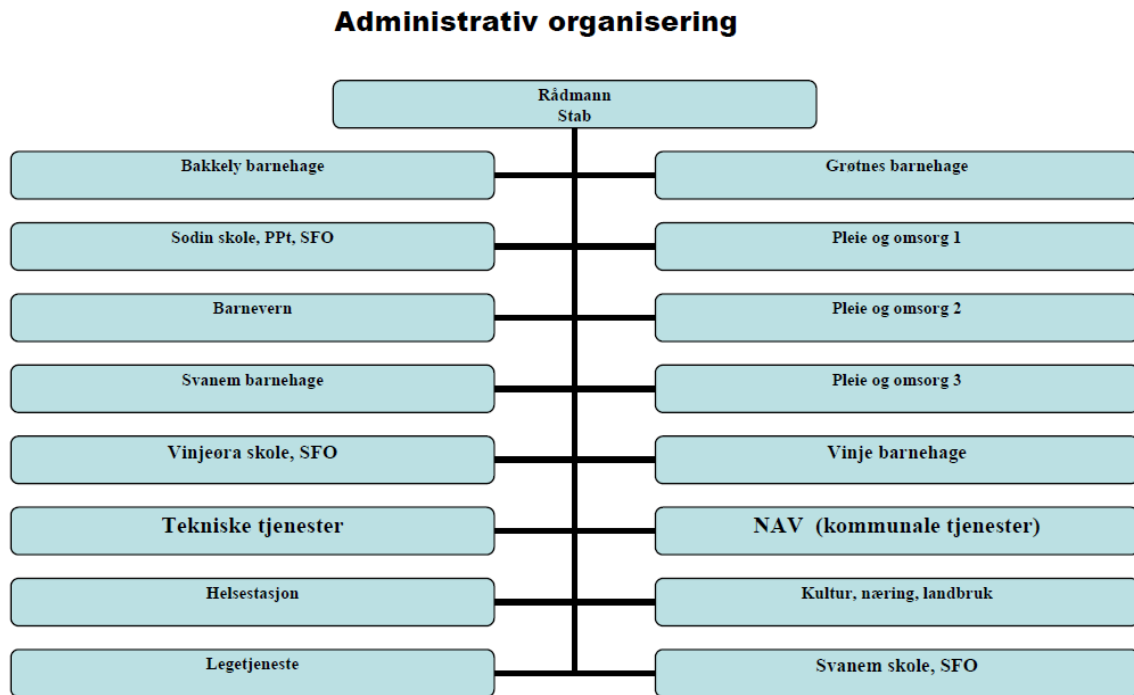 Administrativ organisering
Rådmann
Stab
Bakkely barnehage
Grøtnes barnehage
Sodin skole, PPt, SFO
Pleie og omsorg 1
Barnevern
Pleie og omsorg 2
Svanem barnehage
Pleie og omsorg 3
Vinjeøra skole, SFO
Vinje barnehage
Tekniske tjenester
NAV (kommunale tjenester)
Helsestasjon
Kultur, næring, landbruk
Legetjeneste
Svanem skole, SFO